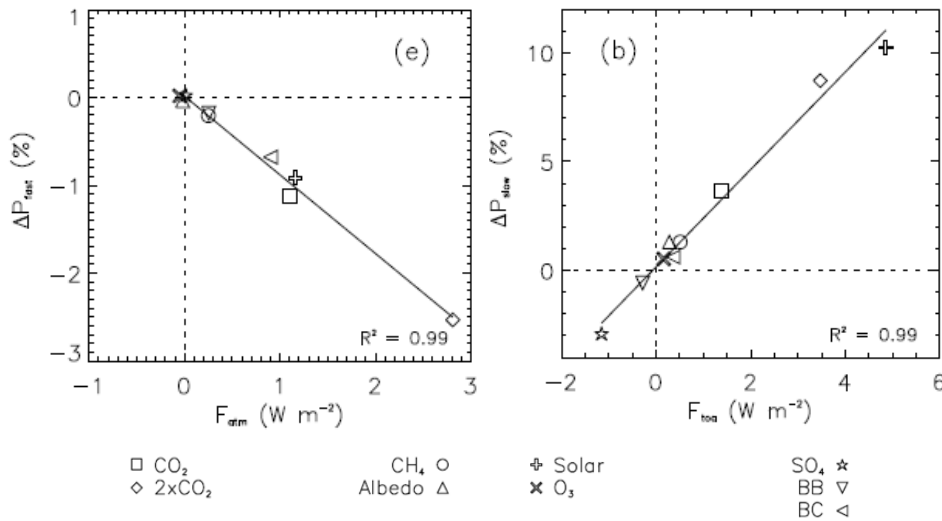 1
0
-1
-2
-3
ΔP_fast (%)
(e)
R² = 0.99
-1 0 1 2 3
F_atm (W m⁻²)
10
5
0
ΔP_slow (%)
(b)
R² = 0.99
-2 0 2 4 6
F_toa (W m⁻²)
CO₂ CH₄ Solar SO₄
2xCO₂ Albedo O₃ BB
BC